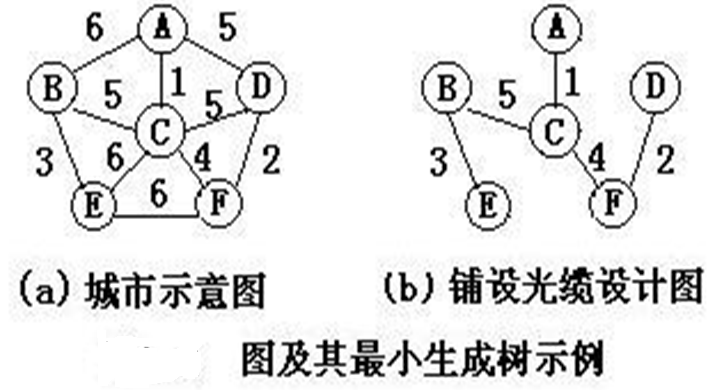 6 A 5
B 5 1 5 D
C
3 6 4 2
E 6 F
A
B 5 1 D
C
3 4 2
E F
(a)城市示意图
(b)铺设光缆设计图
图及其最小生成树示例